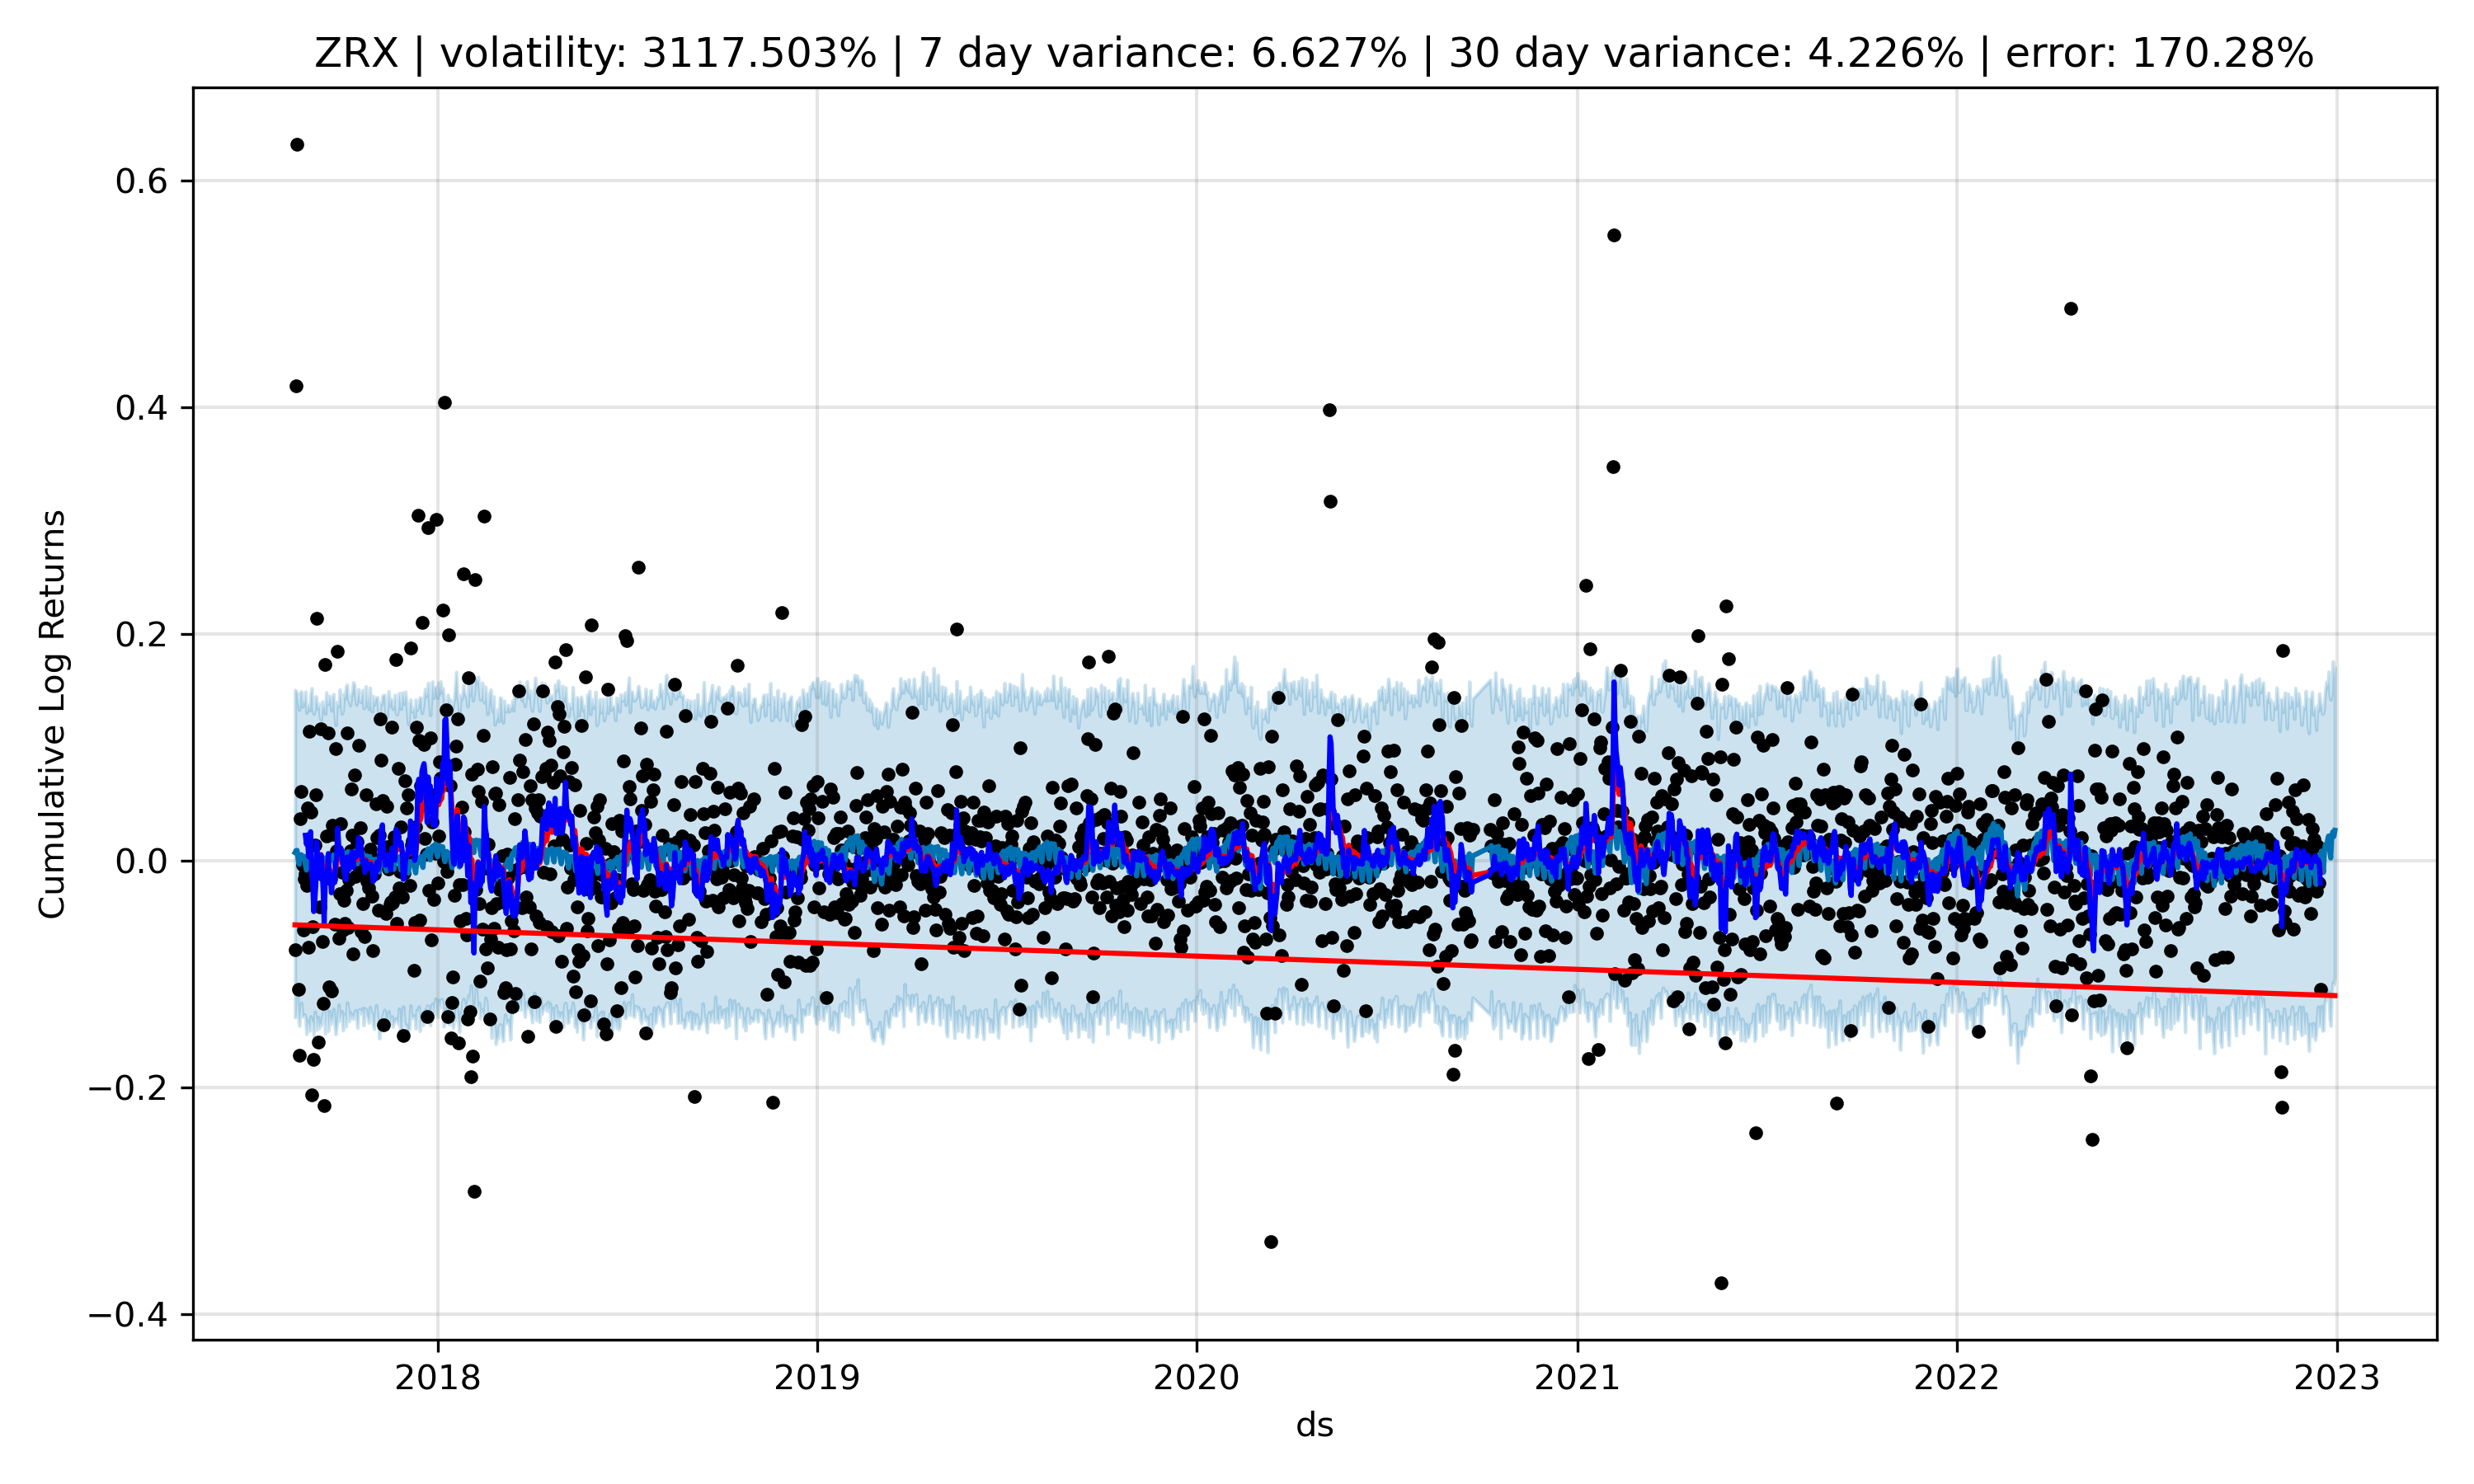 ZRX | volatility: 3117.503% | 7 day variance: 6.627% | 30 day variance: 4.226% | error: 170.28%
Cumulative Log Returns
0.6
0.4
0.2
0.0
−0.2
−0.4
2018 2019 2020 2021 2022 2023
ds